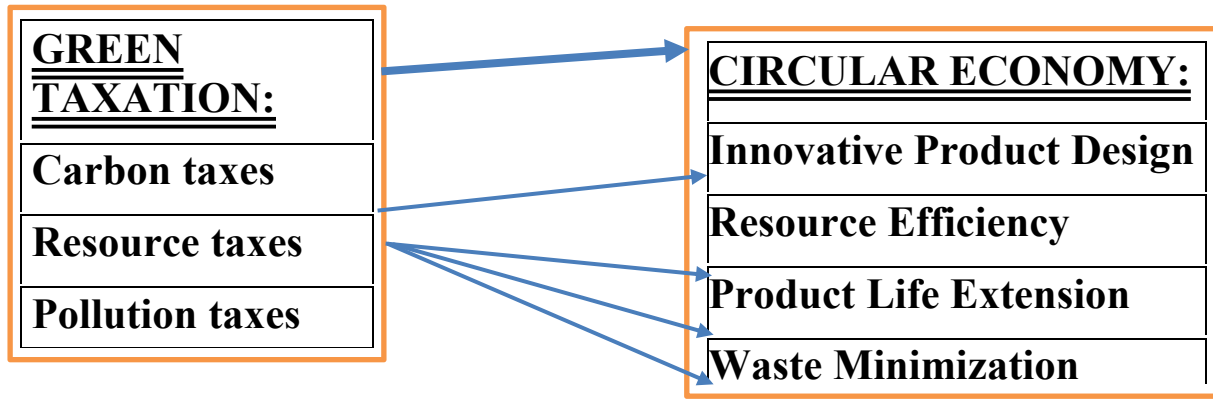 GREEN
TAXATION:
Carbon taxes
Resource taxes
Pollution taxes
CIRCULAR ECONOMY:
Innovative Product Design
Resource Efficiency
Product Life Extension
Waste Minimization